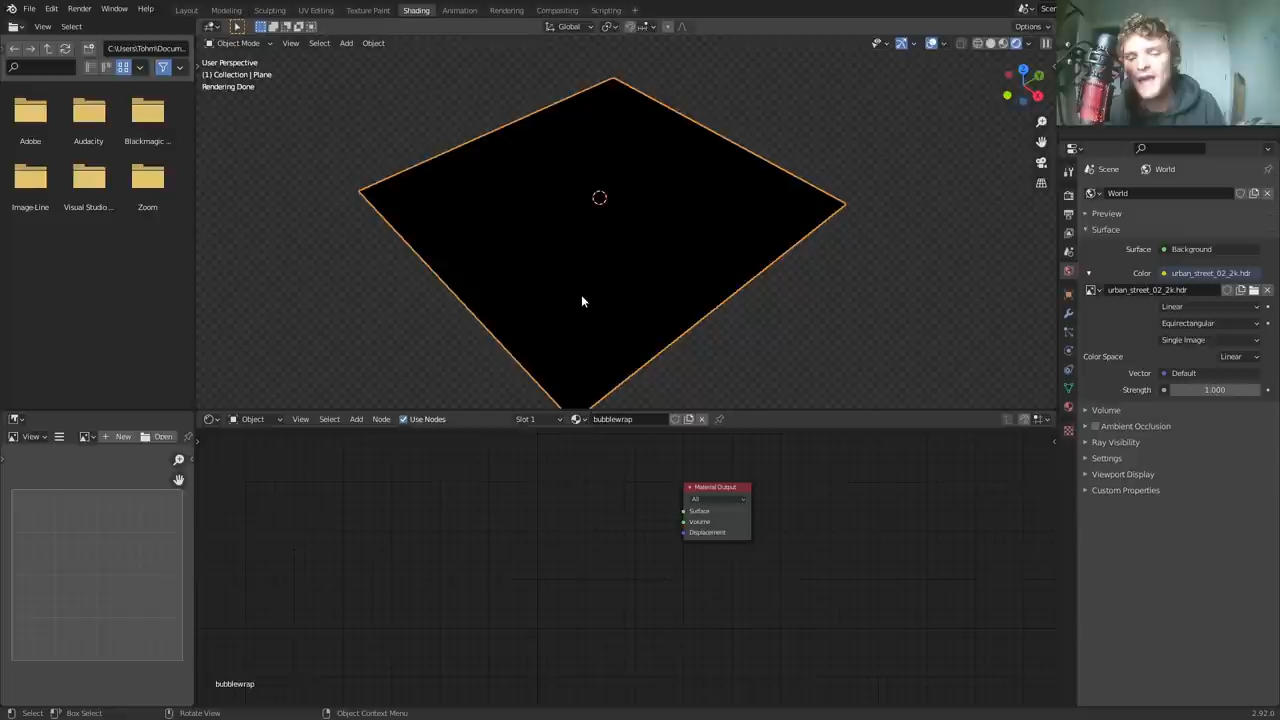 File Edit Render Window Help
Layout Modeling Sculpting UV Editing Texture Paint Shading Animation Rendering Compositing Scripting
Scen
View Select
Global
Options
C:\Users\Tohm\Docum...
Object Mode View Select Add Object
User Perspective
(1) Collection | Plane
Rendering Done
Adobe Audacity Blackmagic ...
Image-Line Visual Studio ... Zoom
Scene World
World
Preview
Surface
Surface Background
Color urban_street_02_2k.hdr
urban_street_02_2k.hdr
Linear
Equirectangular
Single Image
Color Space Linear
Vector Default
Strength 1.000
Volume
Ambient Occlusion
Ray Visibility
Settings
Viewport Display
Custom Properties
Object View Select Add Node Use Nodes Slot 1 bubblewrap
View New Open
Material Output
All
Surface
Volume
Displacement
bubblewrap
Select Box Select Rotate View Object Context Menu 2.92.0